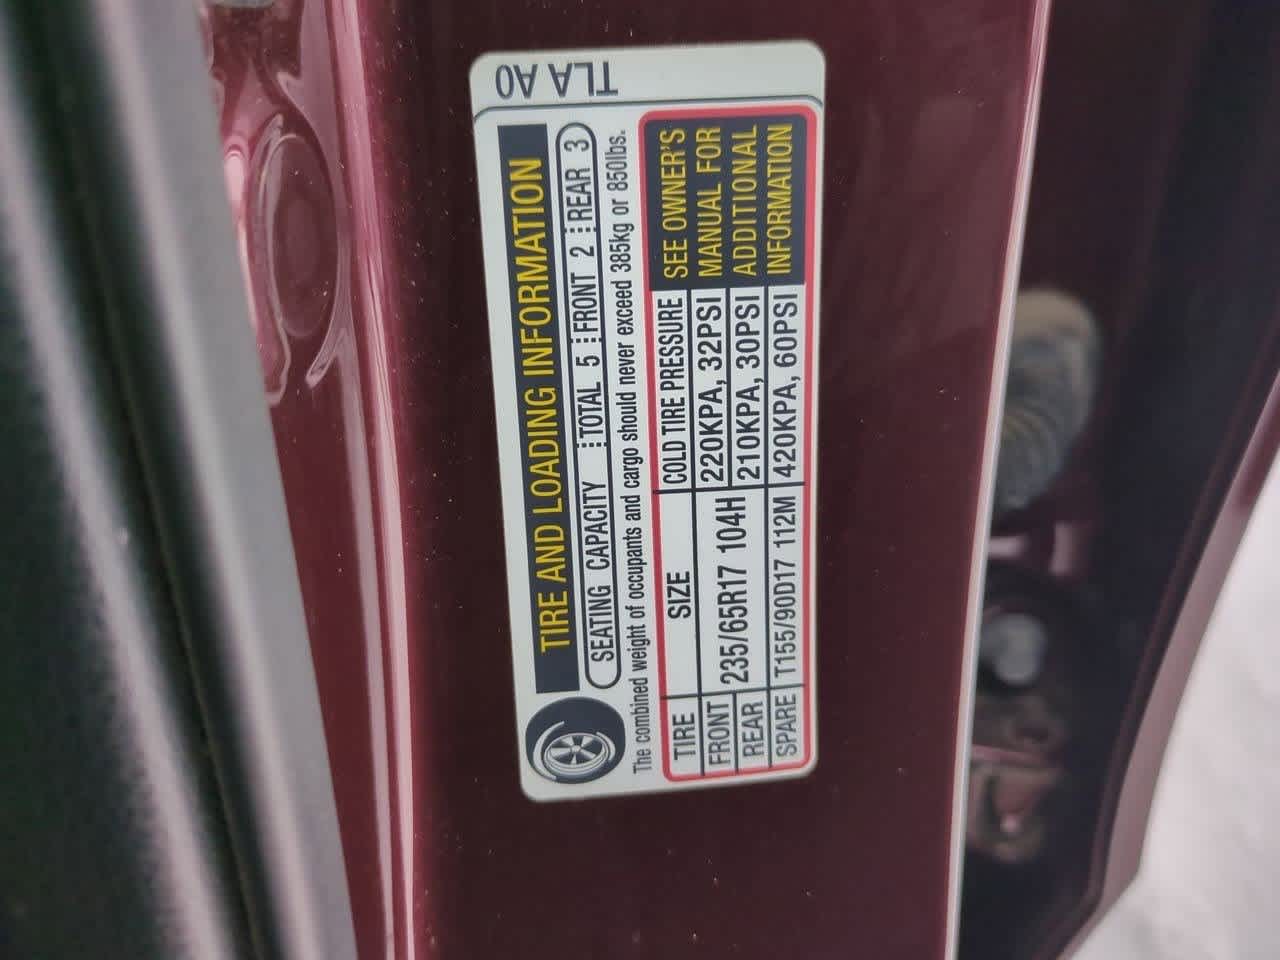 TLA A0
TIRE AND LOADING INFORMATION
SEATING CAPACITY TOTAL 5 FRONT 2 REAR 3
The combined weight of occupants and cargo should never exceed 385kg or 850lbs.
TIRE SIZE COLD TIRE PRESSURE
FRONT 235/65R17 104H 220KPA, 32PSI
REAR 210KPA, 30PSI
SPARE T155/90D17 112M 420KPA, 60PSI
SEE OWNER'S
MANUAL FOR
ADDITIONAL
INFORMATION